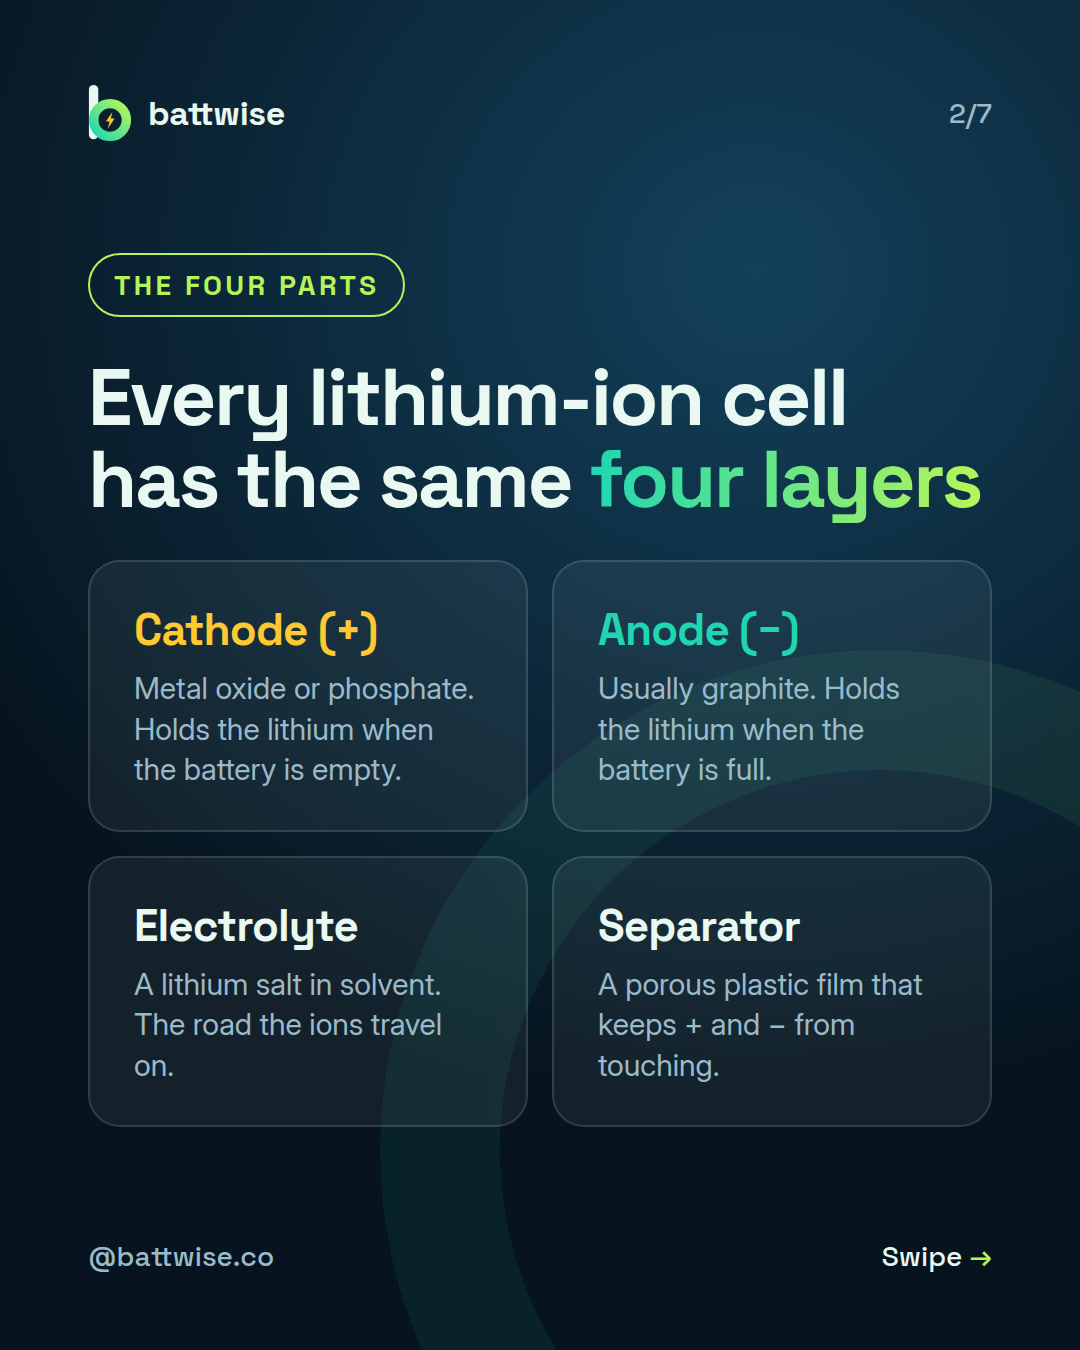 battwise
2/7
THE FOUR PARTS
Every lithium-ion cell
has the same four layers
Cathode (+)
Metal oxide or phosphate.
Holds the lithium when
the battery is empty.
Anode (−)
Usually graphite. Holds
the lithium when the
battery is full.
Electrolyte
A lithium salt in solvent.
The road the ions travel
on.
Separator
A porous plastic film that
keeps + and − from
touching.
@battwise.co
Swipe →